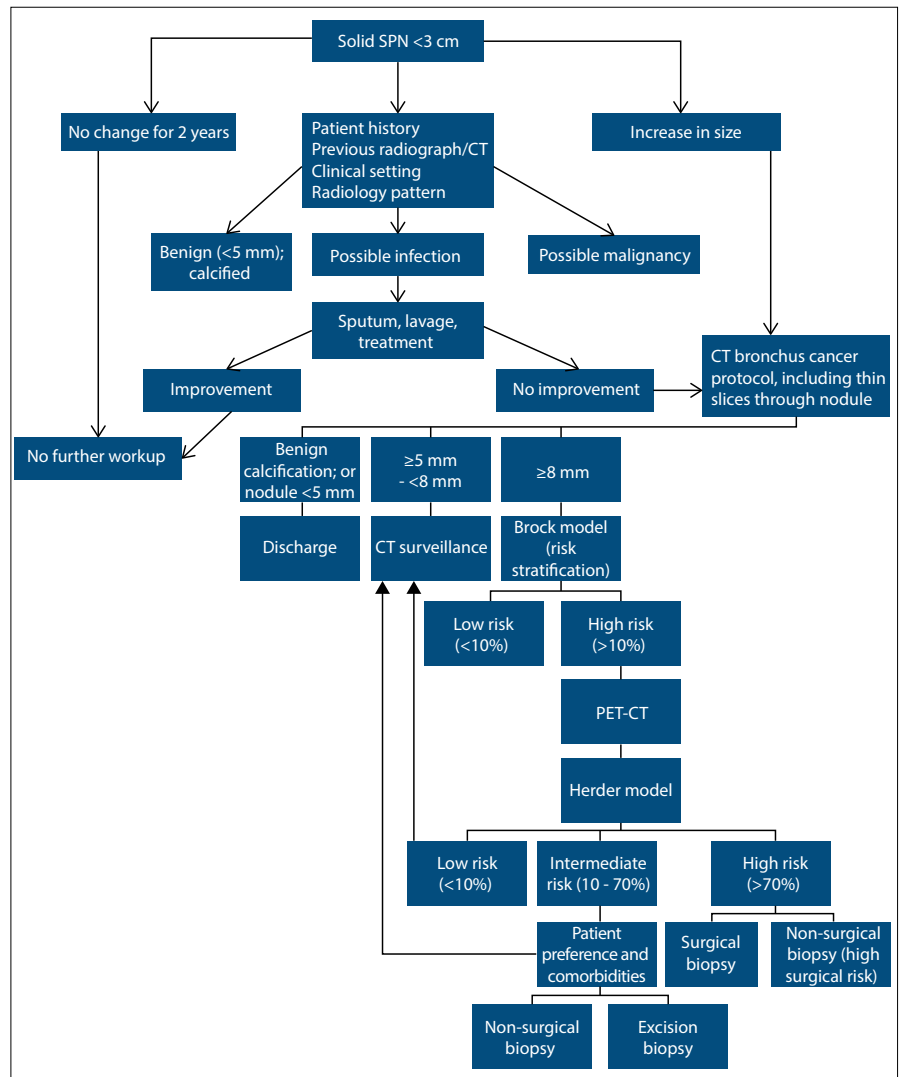 Solid SPN <3 cm
No change for 2 years
Patient history
Previous radiograph/CT
Clinical setting
Radiology pattern
Increase in size
Benign (<5 mm);
calcified
Possible infection
Possible malignancy
Sputum, lavage,
treatment
CT bronchus cancer
protocol, including thin
slices through nodule
Improvement
No improvement
No further workup
Benign
calcification; or
nodule <5 mm
≥5 mm
- <8 mm
≥8 mm
Discharge
CT surveillance
Brock model
(risk
stratification)
Low risk
(<10%)
High risk
(>10%)
PET-CT
Herder model
Low risk
(<10%)
Intermediate
risk (10 - 70%)
High risk
(>70%)
Patient
preference and
comorbidities
Surgical
biopsy
Non-surgical
biopsy (high
surgical risk)
Non-surgical
biopsy
Excision
biopsy